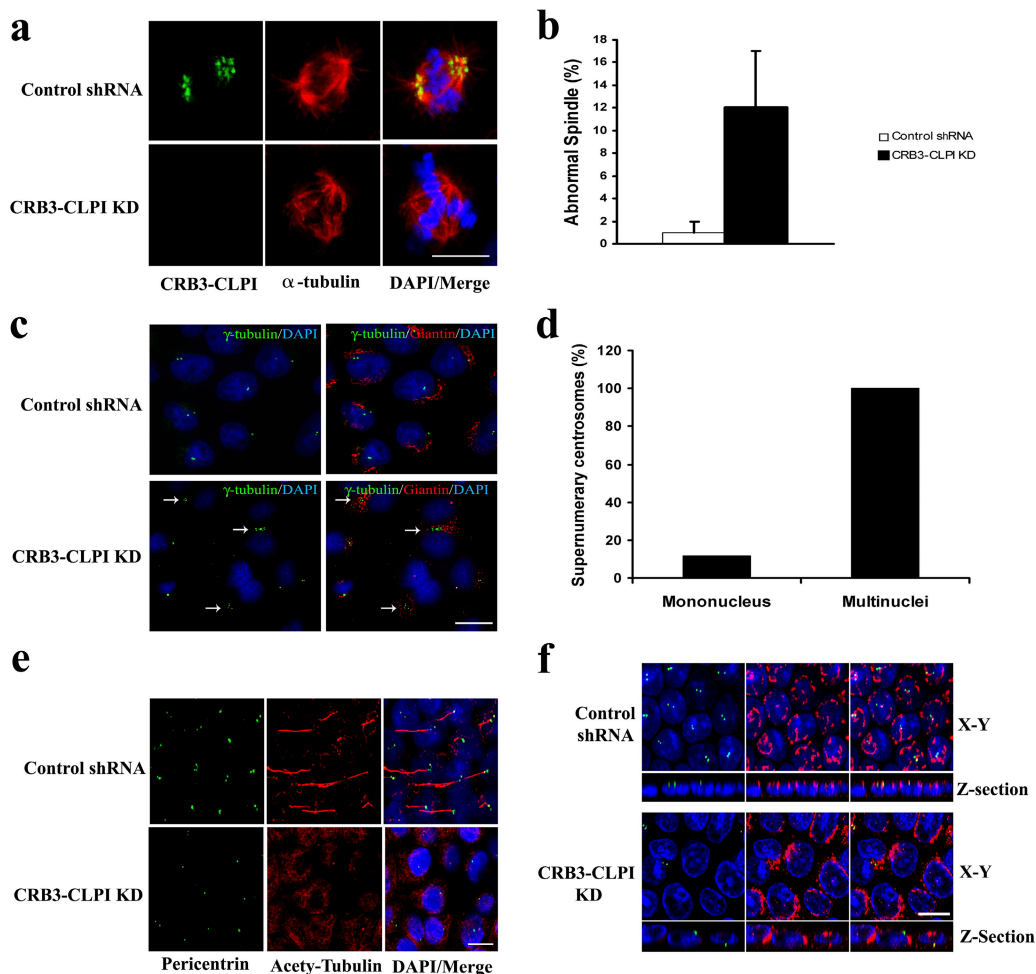 a
Control shRNA
CRB3-CLPI KD
CRB3-CLPI
α-tubulin
DAPI/Merge
b
18
16
14
12
10
8
6
4
2
0
Abnormal Spindle (%)
Control shRNA
CRB3-CLPI KD
c
γ-tubulin/DAPI
γ-tubulin/Giantin/DAPI
Control shRNA
γ-tubulin/DAPI
γ-tubulin/Giantin/DAPI
CRB3-CLPI KD
d
120
100
80
60
40
20
0
Supernumerary centrosomes (%)
Mononucleus
Multinuclei
e
Control shRNA
CRB3-CLPI KD
Pericentrin
Acety-Tubulin
DAPI/Merge
f
Control
shRNA
X-Y
Z-section
CRB3-CLPI
KD
X-Y
Z-Section